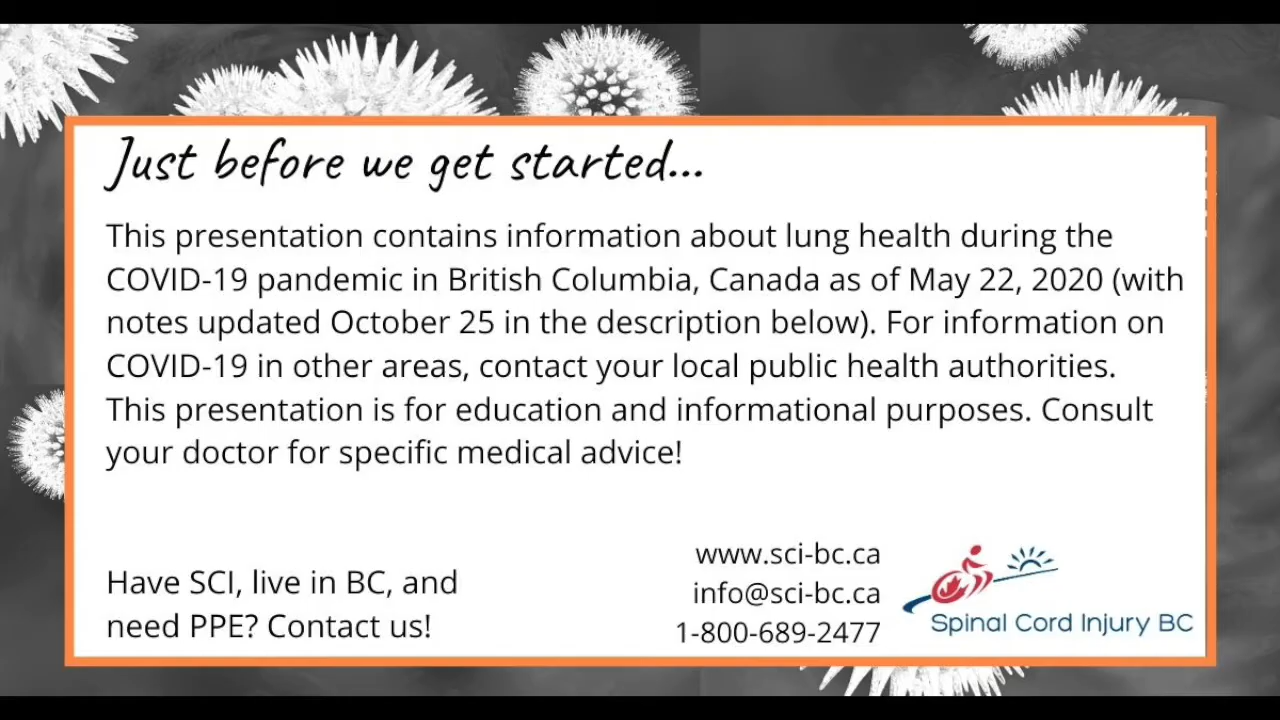 Just before we get started...
This presentation contains information about lung health during the
COVID-19 pandemic in British Columbia, Canada as of May 22, 2020 (with
notes updated October 25 in the description below). For information on
COVID-19 in other areas, contact your local public health authorities.
This presentation is for education and informational purposes. Consult
your doctor for specific medical advice!
Have SCI, live in BC, and
need PPE? Contact us!
www.sci-bc.ca
info@sci-bc.ca
1-800-689-2477
Spinal Cord Injury BC